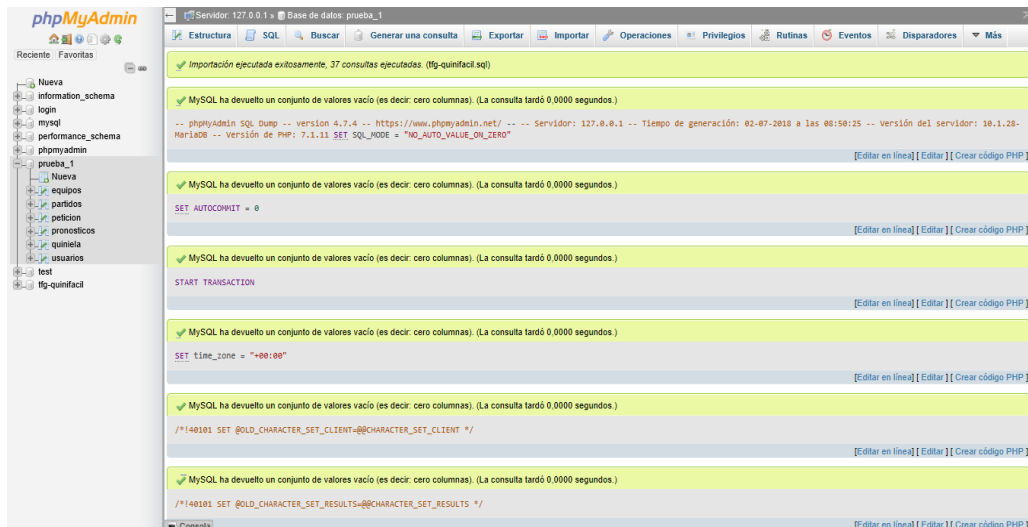 phpMyAdmin
Reciente Favoritas
Nueva
information_schema
login
mysql
performance_schema
phpmyadmin
prueba_1
Nueva
equipos
partidos
peticion
pronosticos
quiniela
usuarios
test
tfg-quinifacil
Servidor: 127.0.0.1 » Base de datos: prueba_1
Estructura SQL Buscar Generar una consulta Exportar Importar Operaciones Privilegios Rutinas Eventos Disparadores Más
Importación ejecutada exitosamente, 37 consultas ejecutadas. (tfg-quinifacil.sql)
MySQL ha devuelto un conjunto de valores vacío (es decir: cero columnas). (La consulta tardó 0,0000 segundos.)
-- phpMyAdmin SQL Dump -- version 4.7.4 -- https://www.phpmyadmin.net/ -- -- Servidor: 127.0.0.1 -- Tiempo de generación: 02-07-2018 a las 08:50:25 -- Versión del servidor: 10.1.28-
MariaDB -- Versión de PHP: 7.1.11 SET SQL_MODE = "NO_AUTO_VALUE_ON_ZERO"
[Editar en línea] [ Editar ] [ Crear código PHP ]
MySQL ha devuelto un conjunto de valores vacío (es decir: cero columnas). (La consulta tardó 0,0000 segundos.)
SET AUTOCOMMIT = 0
[Editar en línea] [ Editar ] [ Crear código PHP ]
MySQL ha devuelto un conjunto de valores vacío (es decir: cero columnas). (La consulta tardó 0,0000 segundos.)
START TRANSACTION
[Editar en línea] [ Editar ] [ Crear código PHP ]
MySQL ha devuelto un conjunto de valores vacío (es decir: cero columnas). (La consulta tardó 0,0000 segundos.)
SET time_zone = "+00:00"
[Editar en línea] [ Editar ] [ Crear código PHP ]
MySQL ha devuelto un conjunto de valores vacío (es decir: cero columnas). (La consulta tardó 0,0000 segundos.)
/*!40101 SET @OLD_CHARACTER_SET_CLIENT=@@CHARACTER_SET_CLIENT */
[Editar en línea] [ Editar ] [ Crear código PHP ]
MySQL ha devuelto un conjunto de valores vacío (es decir: cero columnas). (La consulta tardó 0,0000 segundos.)
/*!40101 SET @OLD_CHARACTER_SET_RESULTS=@@CHARACTER_SET_RESULTS */
Consola
[Editar en línea] [ Editar ] [ Crear código PHP ]